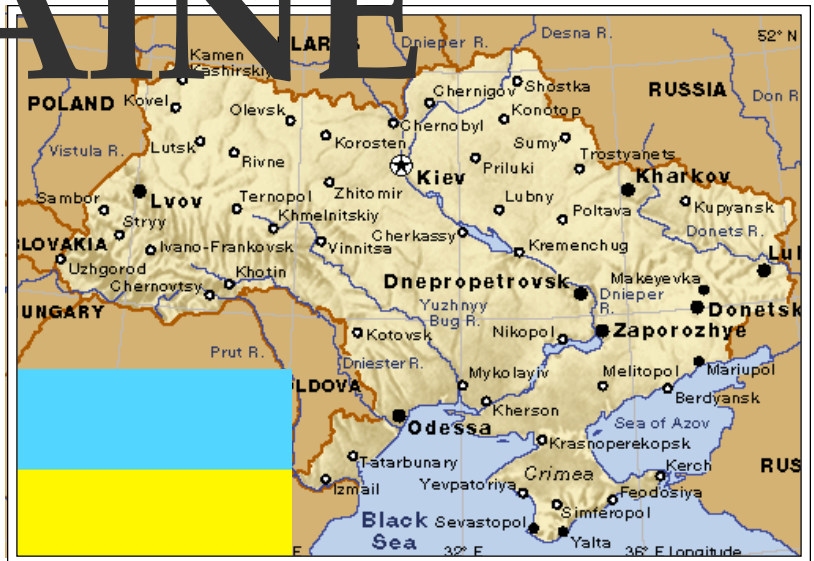 AINE
LARUS
Dnieper R.
Desna R.
52° N
Kamen
Kashirskiy
POLAND
Kovel
Olevsk
Chernigov
Shostka
RUSSIA
Don R
Konotop
Chernobyl
Korosten
Sumy
Vistula R.
Lutsk
Rivne
Trostyanets
Priluki
Kiev
Kharkov
Zhitomir
Sambor
Lvov
Ternopol
Lubny
Kupyansk
Stryy
Khmelnitskiy
Poltava
Donets R.
Cherkassy
SLOVAKIA
Ivano-Frankovsk
Vinnitsa
Kremenchug
Lul
Uzhgorod
Khotin
Makeyevka
Chernovtsy
Dnepropetrovsk
Dnieper
R.
UNGARY
Yuzhnyy
Bug R.
Donetsk
Kotovsk
Nikopol
Zaporozhye
Prut R.
Dniester R.
Mykolayiv
Melitopol
Mariupol
LDOVA
Berdyansk
Kherson
Odessa
Sea of Azov
Krasnoperekopsk
Tatarbunary
Kerch
RUS
Crimea
Izmail
Yevpatoriya
Feodosiya
Simferopol
Black
Sea
Sevastopol
Yalta
E
32° E
36° E Longitude